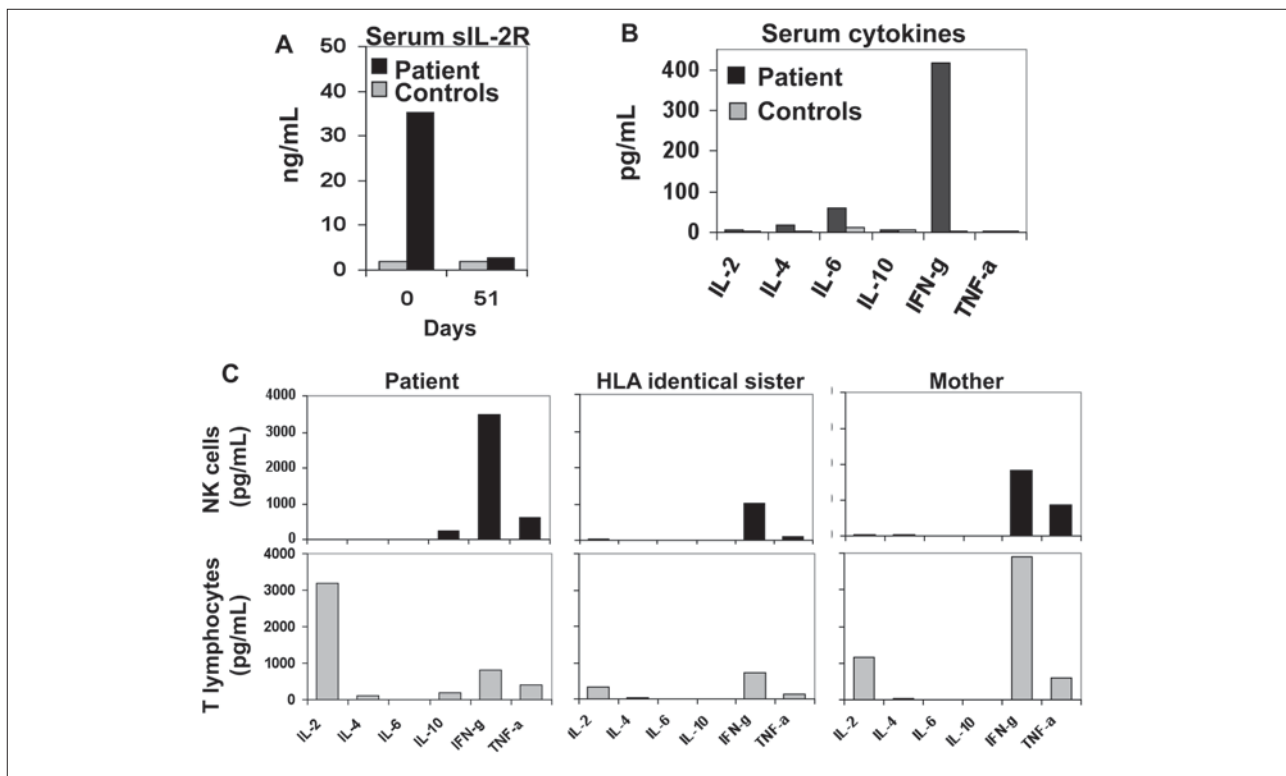 A
Serum sIL-2R
50
40
30
20
10
0
ng/mL
Patient
Controls
0 51
Days
B
Serum cytokines
400
300
200
100
0
pg/mL
Patient
Controls
IL-2 IL-4 IL-6 IL-10 IFN-g TNF-a
C
Patient HLA identical sister Mother
NK cells
(pg/mL)
4000
3000
2000
1000
0
T lymphocytes
(pg/mL)
4000
3000
2000
1000
0
IL-2 IL-4 IL-6 IL-10 IFN-g TNF-a
IL-2 IL-4 IL-6 IL-10 IFN-g TNF-a
IL-2 IL-4 IL-6 IL-10 IFN-g TNF-a